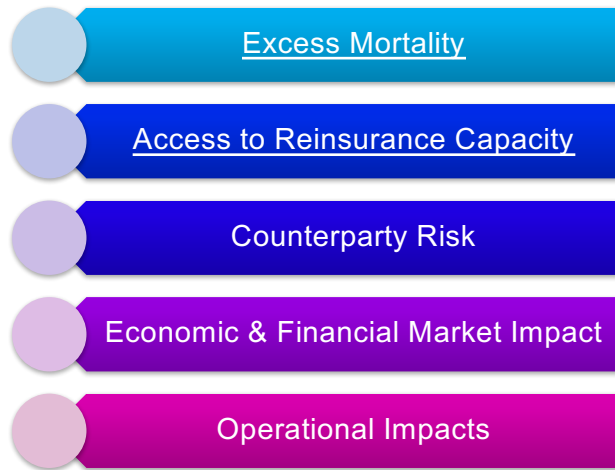 Excess Mortality
Access to Reinsurance Capacity
Counterparty Risk
Economic & Financial Market Impact
Operational Impacts